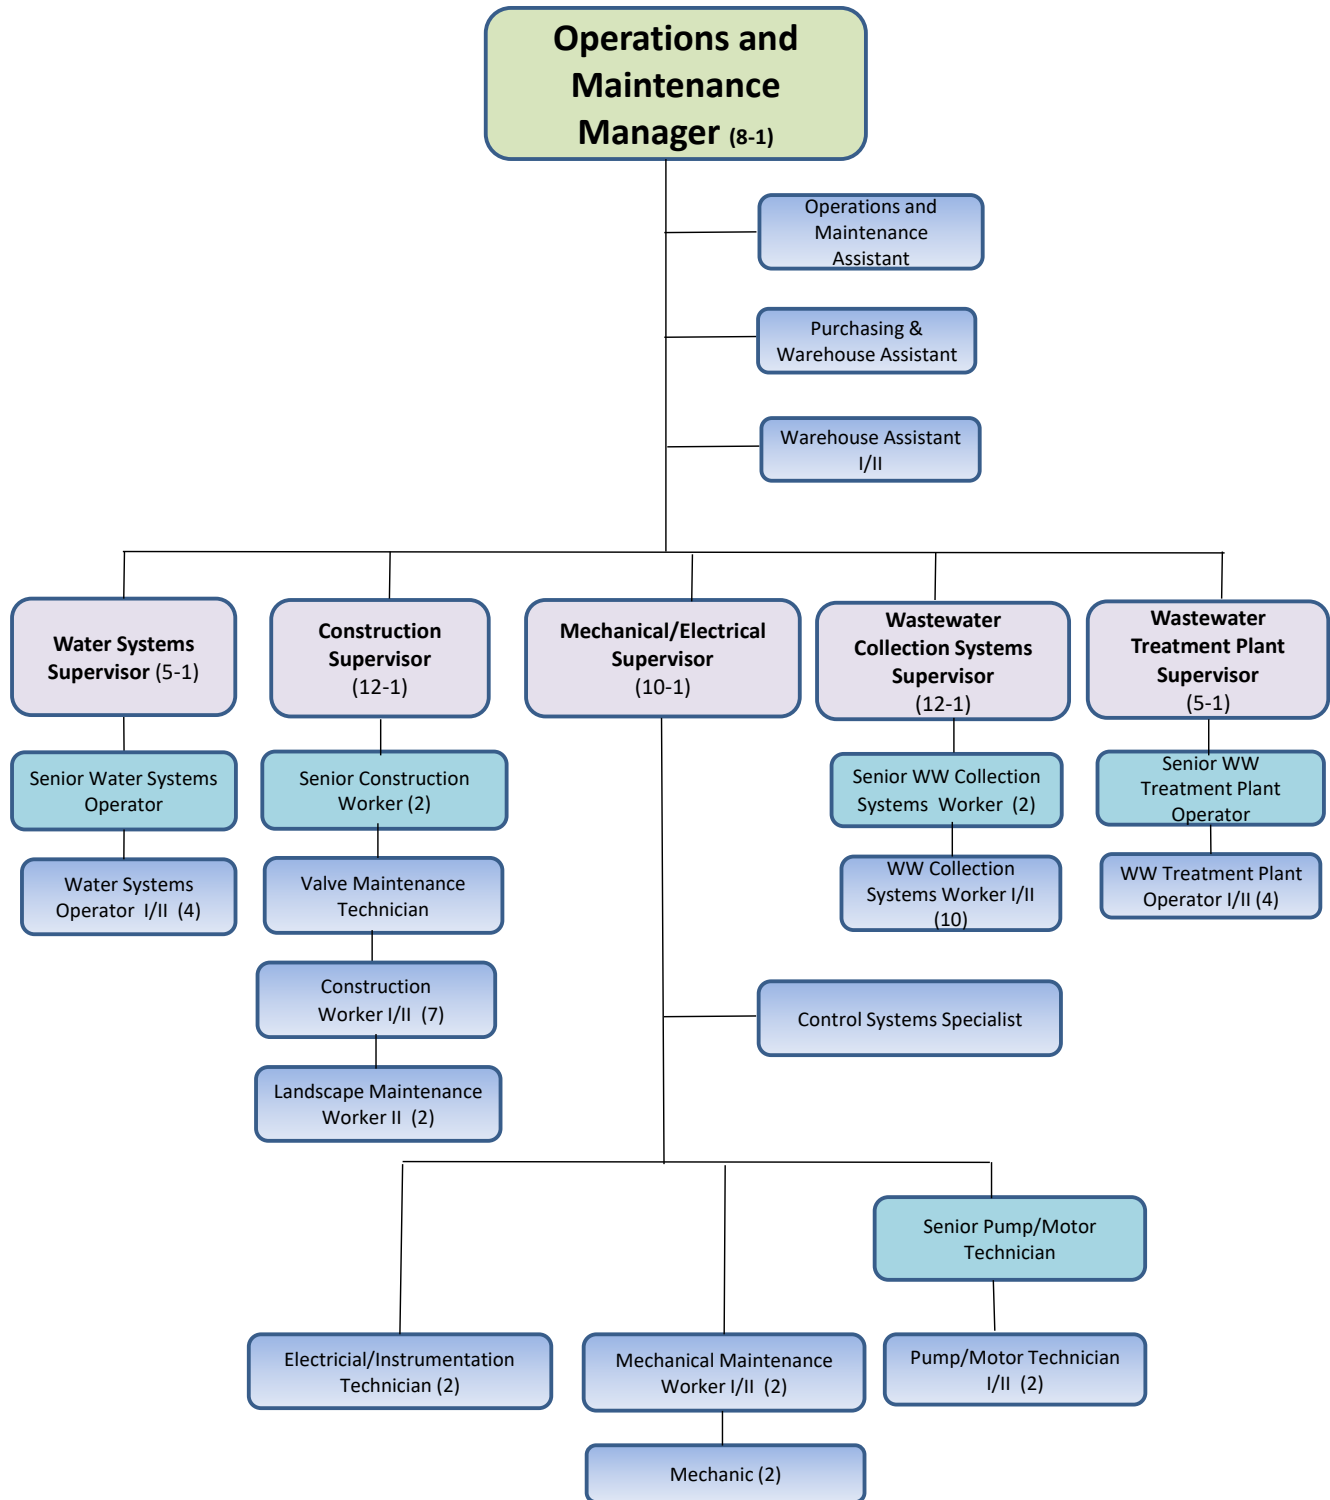 Operations and
Maintenance
Manager (8-1)
Operations and
Maintenance
Assistant
Purchasing &
Warehouse Assistant
Warehouse Assistant
I/II
Water Systems
Supervisor (5-1)
Construction
Supervisor
(12-1)
Mechanical/Electrical
Supervisor
(10-1)
Wastewater
Collection Systems
Supervisor
(12-1)
Wastewater
Treatment Plant
Supervisor
(5-1)
Senior Water Systems
Operator
Senior Construction
Worker (2)
Senior WW Collection
Systems Worker (2)
Senior WW
Treatment Plant
Operator
Water Systems
Operator I/II (4)
Valve Maintenance
Technician
WW Collection
Systems Worker I/II
(10)
WW Treatment Plant
Operator I/II (4)
Construction
Worker I/II (7)
Control Systems Specialist
Landscape Maintenance
Worker II (2)
Senior Pump/Motor
Technician
Electricial/Instrumentation
Technician (2)
Mechanical Maintenance
Worker I/II (2)
Pump/Motor Technician
I/II (2)
Mechanic (2)